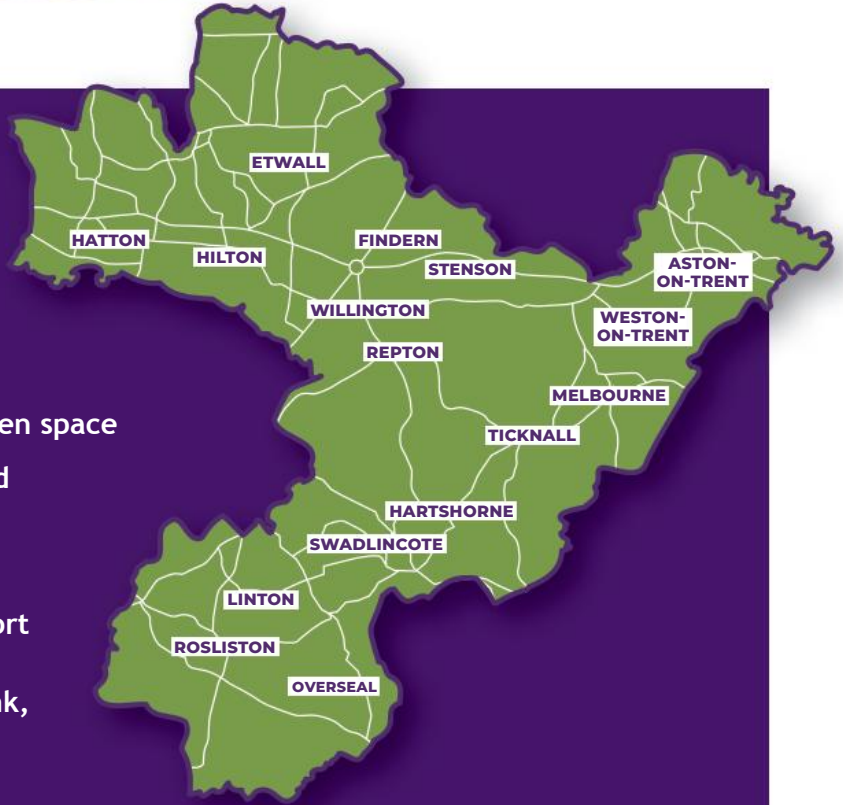 ETWALL
HATTON
HILTON
FINDERN
STENSON
ASTON-
ON-TRENT
WILLINGTON
WESTON-
ON-TRENT
REPTON
MELBOURNE
TICKNALL
HARTSHORNE
SWADLINCOTE
LINTON
ROSLISTON
OVERSEAL
en space
d
ort